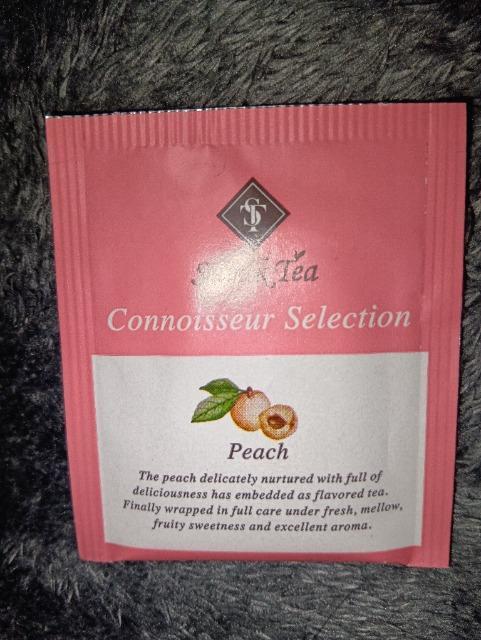 ST
Tea
Connoisseur Selection
Peach
The peach delicately nurtured with full of
deliciousness has embedded as flavored tea.
Finally wrapped in full care under fresh, mellow,
fruity sweetness and excellent aroma.